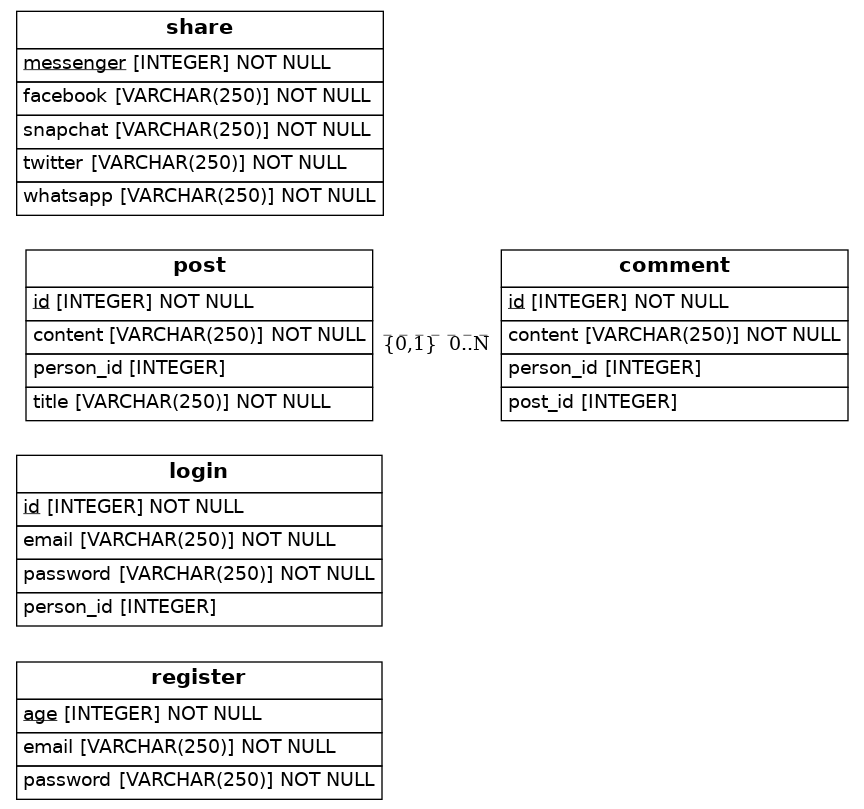 share
messenger [INTEGER] NOT NULL
facebook [VARCHAR(250)] NOT NULL
snapchat [VARCHAR(250)] NOT NULL
twitter [VARCHAR(250)] NOT NULL
whatsapp [VARCHAR(250)] NOT NULL
post
id [INTEGER] NOT NULL
content [VARCHAR(250)] NOT NULL
person_id [INTEGER]
title [VARCHAR(250)] NOT NULL
{0,1} 0..N
comment
id [INTEGER] NOT NULL
content [VARCHAR(250)] NOT NULL
person_id [INTEGER]
post_id [INTEGER]
login
id [INTEGER] NOT NULL
email [VARCHAR(250)] NOT NULL
password [VARCHAR(250)] NOT NULL
person_id [INTEGER]
register
age [INTEGER] NOT NULL
email [VARCHAR(250)] NOT NULL
password [VARCHAR(250)] NOT NULL